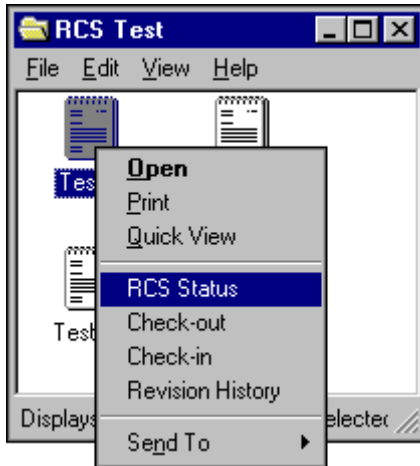 RCS Test
File Edit View Help
Tes
Open
Print
Quick View
RCS Status
Check-out
Check-in
Revision History
Send To
Test
Displays
electec